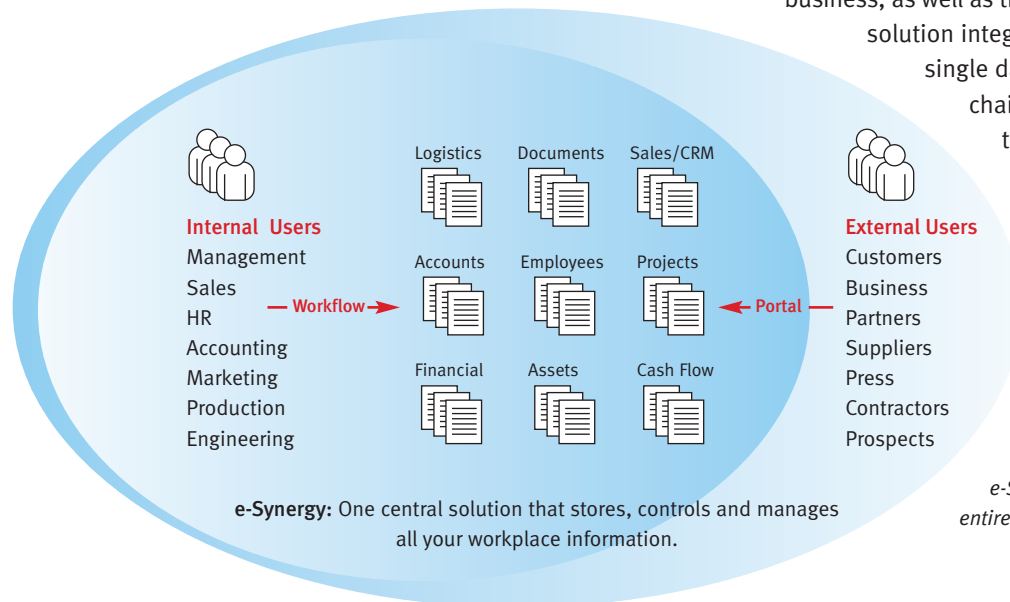 business, as well as
solution
single
Logistics Documents Sales/CRM
Internal Users
Management
Sales
HR
Accounting
Marketing
Production
Engineering
Workflow
Accounts Employees Projects
Financial Assets Cash Flow
Portal
External Users
Customers
Business
Partners
Suppliers
Press
Contractors
Prospects
entire
e-Synergy: One central solution that stores, controls and manages
all your workplace information.